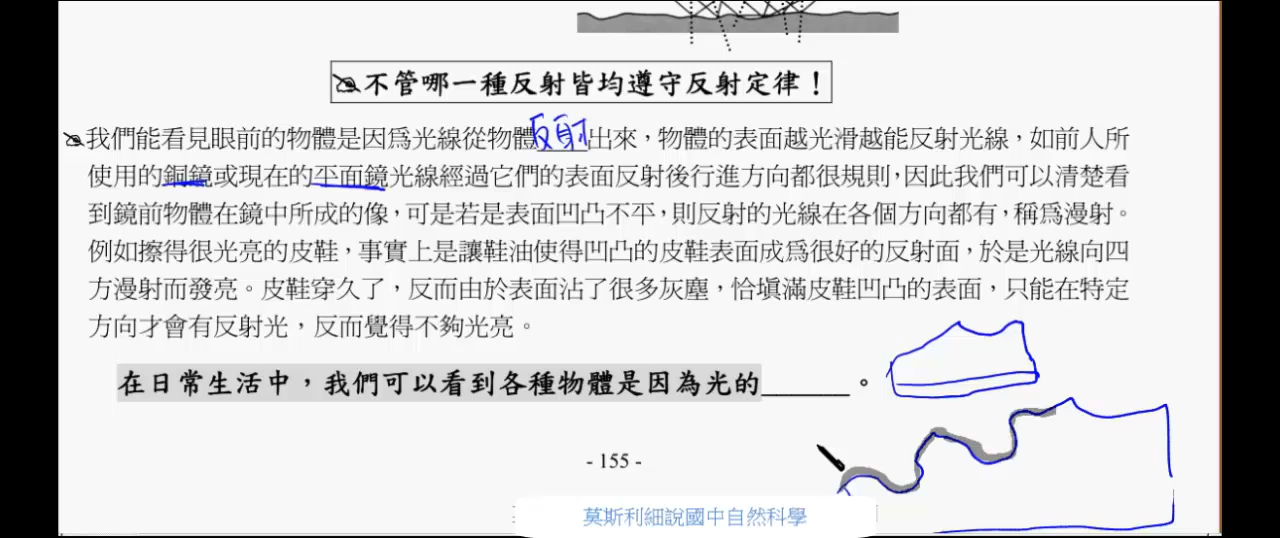 不管哪一種反射皆均遵守反射定律！
我們能看見眼前的物體是因爲光線從物體反射出來，物體的表面越光滑越能反射光線，如前人所
使用的銅鏡或現在的平面鏡光線經過它們的表面反射後行進方向都很規則，因此我們可以清楚看
到鏡前物體在鏡中所成的像，可是若是表面凹凸不平，則反射的光線在各個方向都有，稱爲漫射。
例如擦得很光亮的皮鞋，事實上是讓鞋油使得凹凸的皮鞋表面成爲很好的反射面，於是光線向四
方漫射而發亮。皮鞋穿久了，反而由於表面沾了很多灰塵，恰填滿皮鞋凹凸的表面，只能在特定
方向才會有反射光，反而覺得不夠光亮。
在日常生活中，我們可以看到各種物體是因為光的______。
- 155 -
莫斯利細說國中自然科學